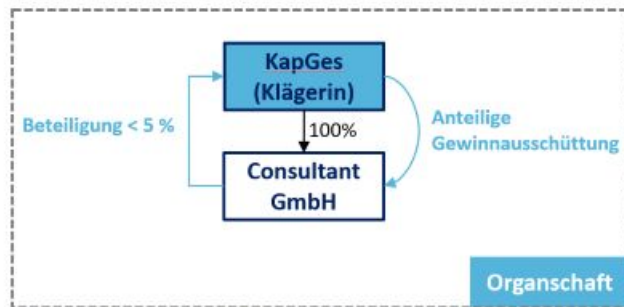 KapGes
(Klägerin)
Beteiligung < 5 %
100%
Anteilige
Gewinnausschüttung
Consultant
GmbH
Organschaft